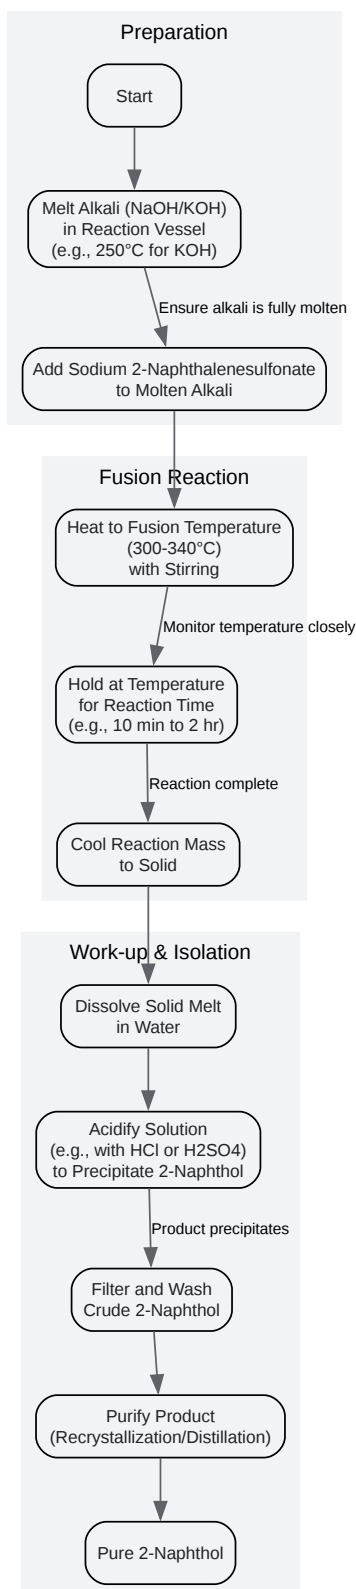 Preparation
Start
Melt Alkali (NaOH/KOH)
in Reaction Vessel
(e.g., 250°C for KOH)
Ensure alkali is fully molten
Add Sodium 2-Naphthalenesulfonate
to Molten Alkali
Fusion Reaction
Heat to Fusion Temperature
(300-340°C)
with Stirring
Monitor temperature closely
Hold at Temperature
for Reaction Time
(e.g., 10 min to 2 hr)
Reaction complete
Cool Reaction Mass
to Solid
Work-up & Isolation
Dissolve Solid Melt
in Water
Acidify Solution
(e.g., with HCl or H2SO4)
to Precipitate 2-Naphthol
Product precipitates
Filter and Wash
Crude 2-Naphthol
Purify Product
(Recrystallization/Distillation)
Pure 2-Naphthol